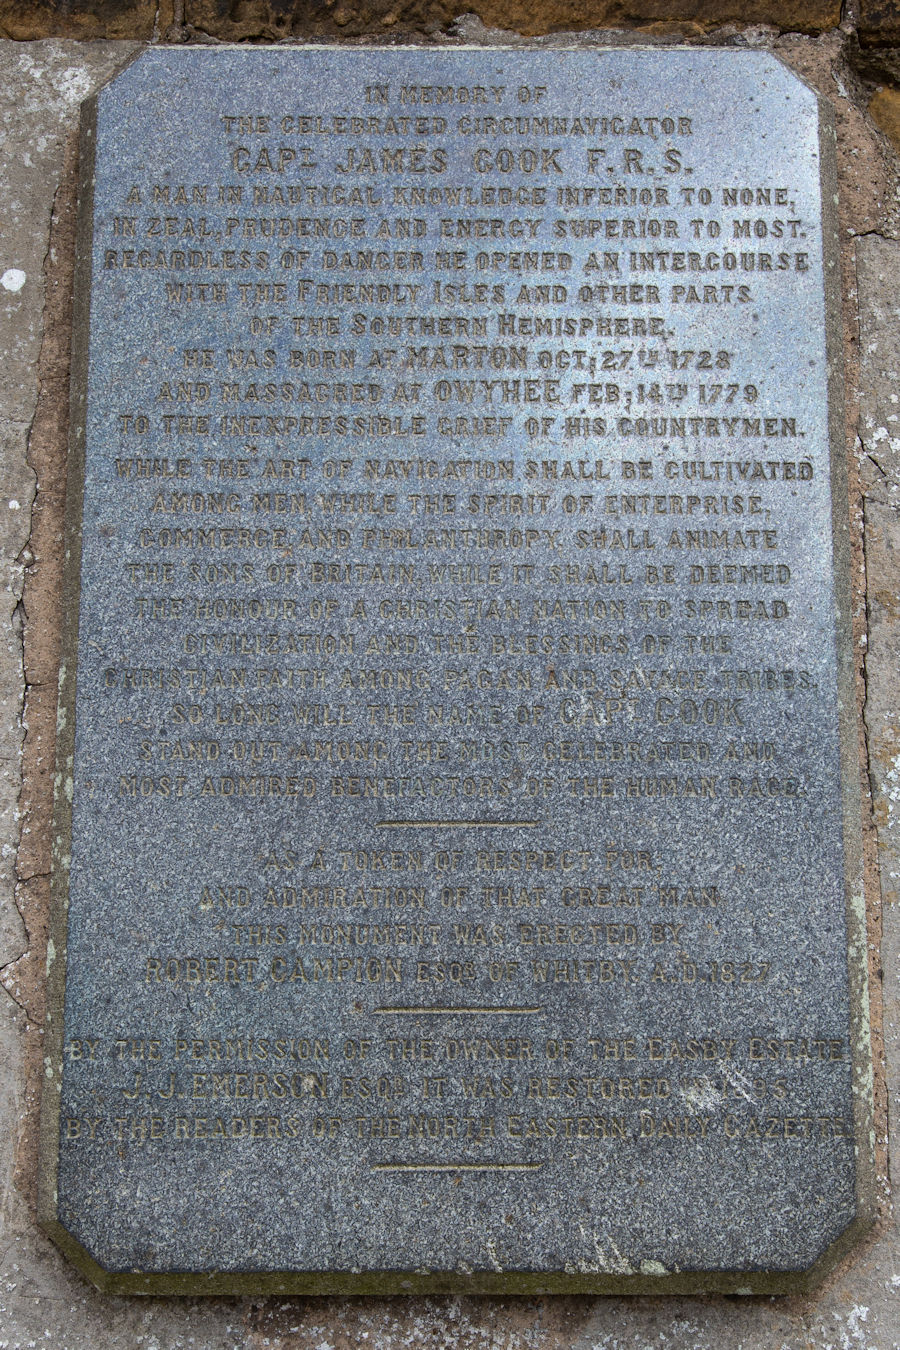 IN MEMORY OF
THE CELEBRATED CIRCUMNAVIGATOR
CAPT. JAMES COOK F.R.S.
A MAN IN NAUTICAL KNOWLEDGE INFERIOR TO NONE,
IN ZEAL, PRUDENCE AND ENERGY SUPERIOR TO MOST.
REGARDLESS OF DANGER HE OPENED AN INTERCOURSE
WITH THE FRIENDLY ISLES AND OTHER PARTS
OF THE SOUTHERN HEMISPHERE.
HE WAS BORN AT MARTON OCT: 27TH 1728
AND MASSACRED AT OWYHEE FEB: 14TH 1779
TO THE INEXPRESSIBLE GRIEF OF HIS COUNTRYMEN.
WHILE THE ART OF NAVIGATION SHALL BE CULTIVATED
AMONG MEN, WHILE THE SPIRIT OF ENTERPRISE,
COMMERCE AND PHILANTHROPY SHALL ANIMATE
THE SONS OF BRITAIN, WHILE IT SHALL BE DEEMED
THE HONOUR OF A CHRISTIAN NATION TO SPREAD
CIVILIZATION AND THE BLESSINGS OF THE
CHRISTIAN FAITH AMONG PAGAN AND SAVAGE TRIBES,
SO LONG WILL THE NAME OF CAPT COOK
STAND OUT AMONG THE MOST CELEBRATED AND
MOST ADMIRED BENEFACTORS OF THE HUMAN RACE.
AS A TOKEN OF RESPECT FOR
AND ADMIRATION OF THAT GREAT MAN
THIS MONUMENT WAS ERECTED BY
ROBERT CAMPION ESQR OF WHITBY, A.D. 1827
BY THE PERMISSION OF THE OWNER OF THE EASBY ESTATE
J. J. EMERSON ESQR IT WAS RESTORED IN 1895
BY THE READERS OF THE NORTH EASTERN DAILY GAZETTE